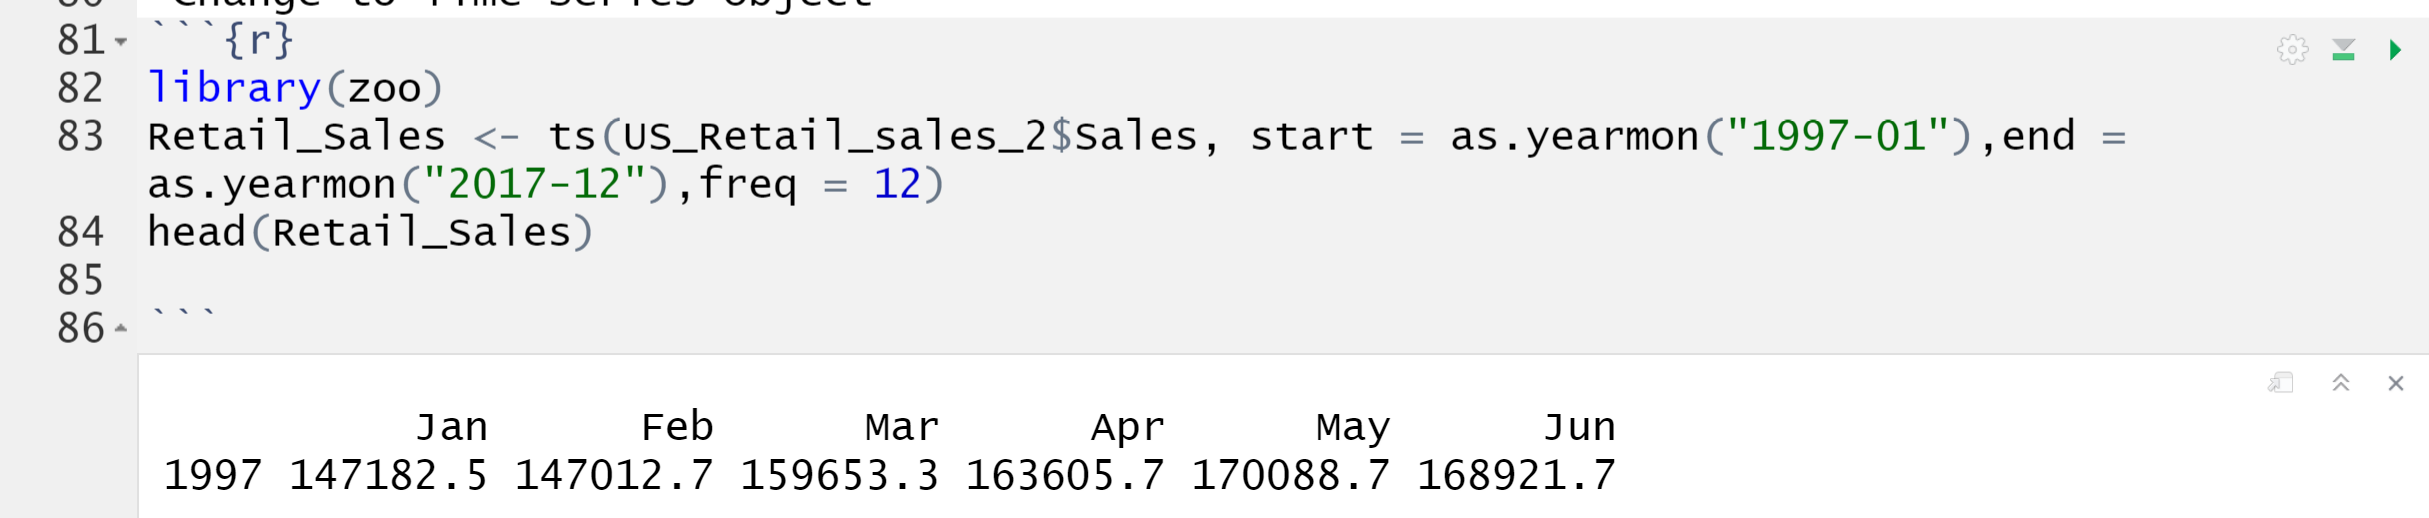 80 Change to Time Series Object
81 ```{r}
82 library(zoo)
83 Retail_Sales <- ts(US_Retail_sales_2$Sales, start = as.yearmon("1997-01"),end =
as.yearmon("2017-12"),freq = 12)
84 head(Retail_Sales)
85
86 ```
Jan Feb Mar Apr May Jun
1997 147182.5 147012.7 159653.3 163605.7 170088.7 168921.7